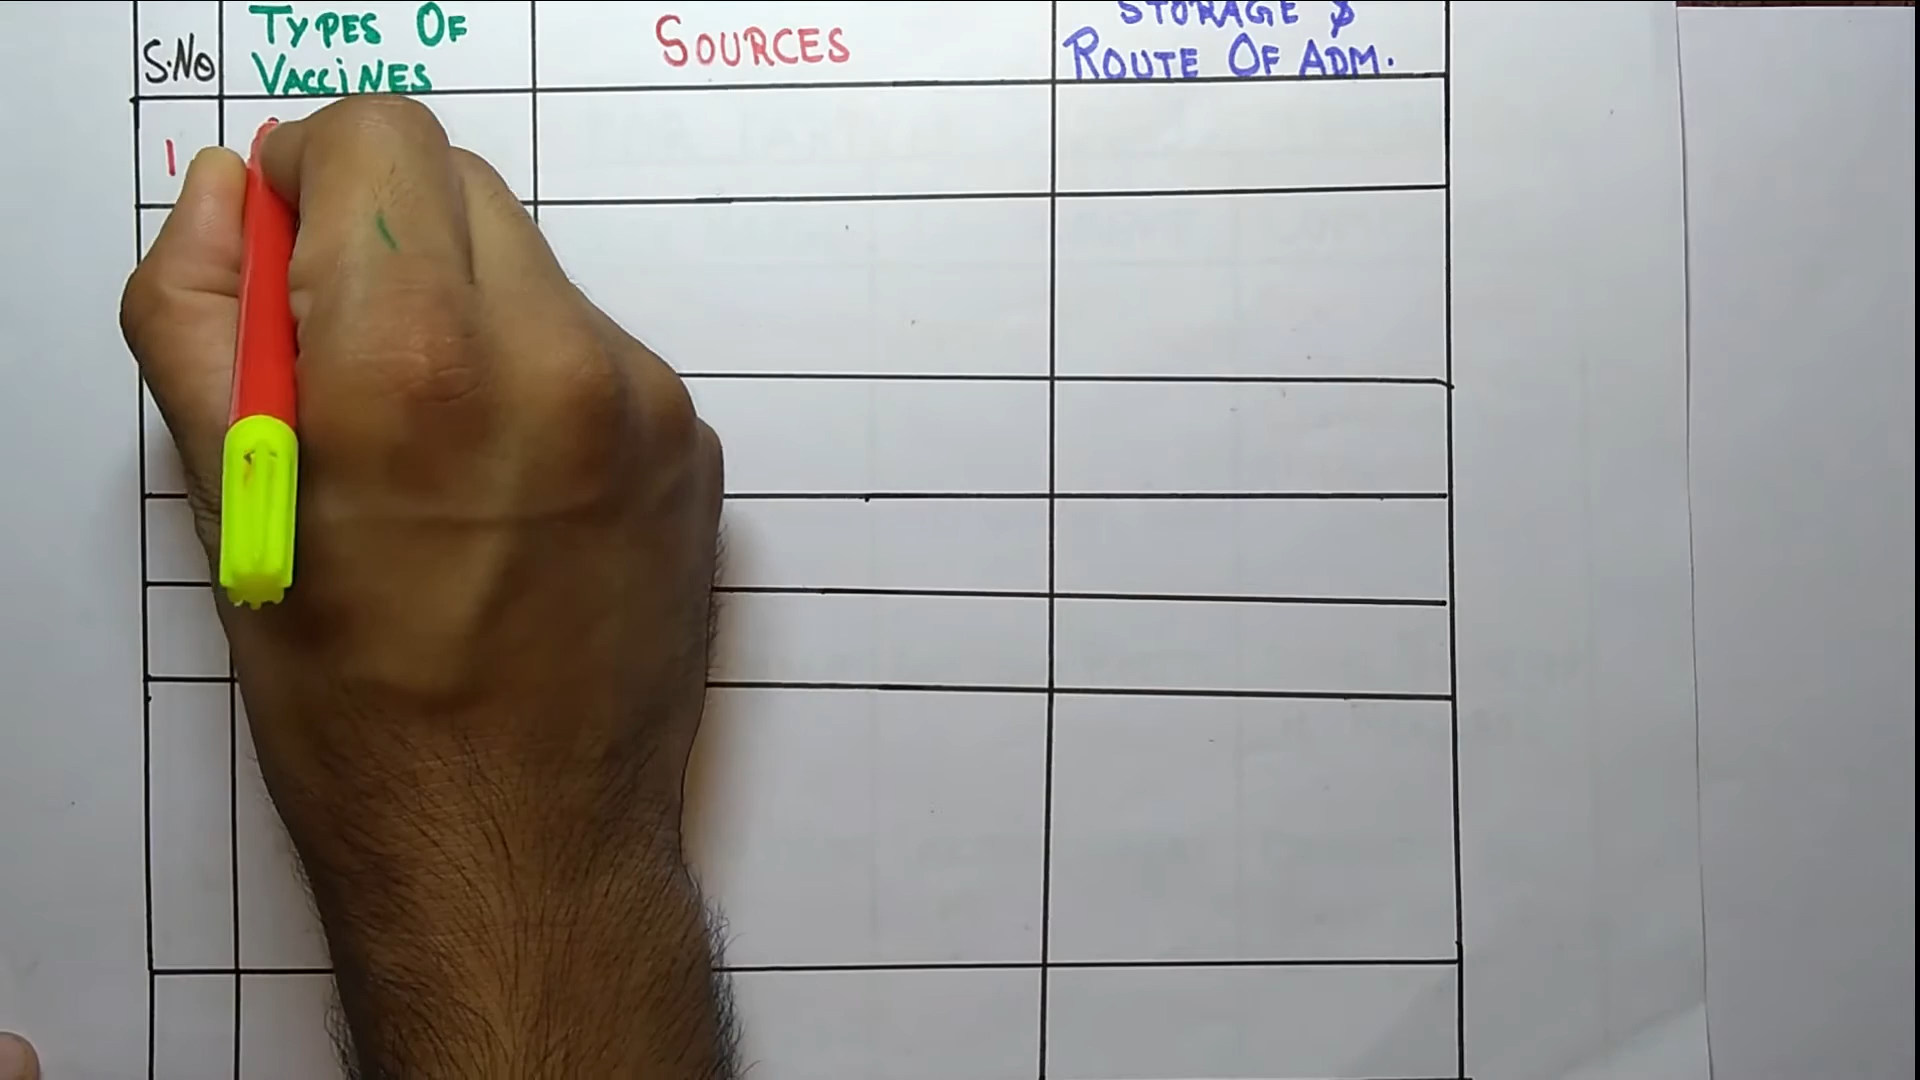 S.No
TYPES OF
VACCINES
SOURCES
STORAGE &
ROUTE OF ADM.
1